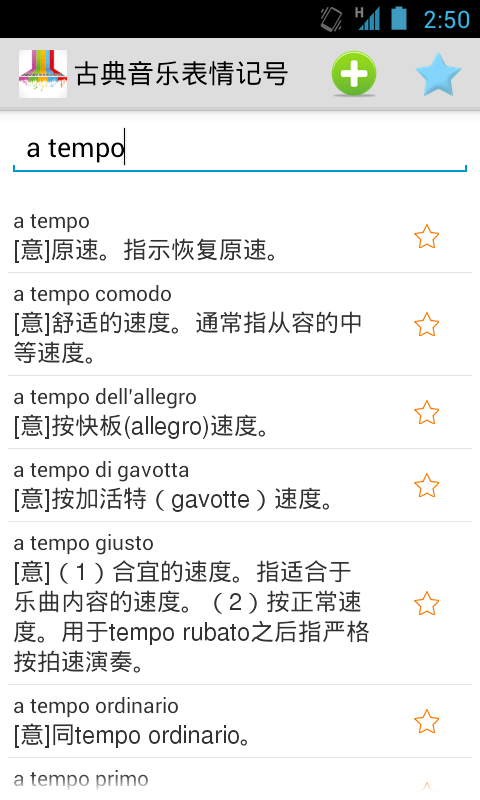 H
2:50
古典音乐表情记号
a tempo
a tempo
[意]原速。指示恢复原速。
a tempo comodo
[意]舒适的速度。通常指从容的中
等速度。
a tempo dell'allegro
[意]按快板(allegro)速度。
a tempo di gavotta
[意]按加活特（gavotte）速度。
a tempo giusto
[意]（1）合宜的速度。指适合于
乐曲内容的速度。（2）按正常速
度。用于tempo rubato之后指严格
按拍速演奏。
a tempo ordinario
[意]同tempo ordinario。
a tempo primo